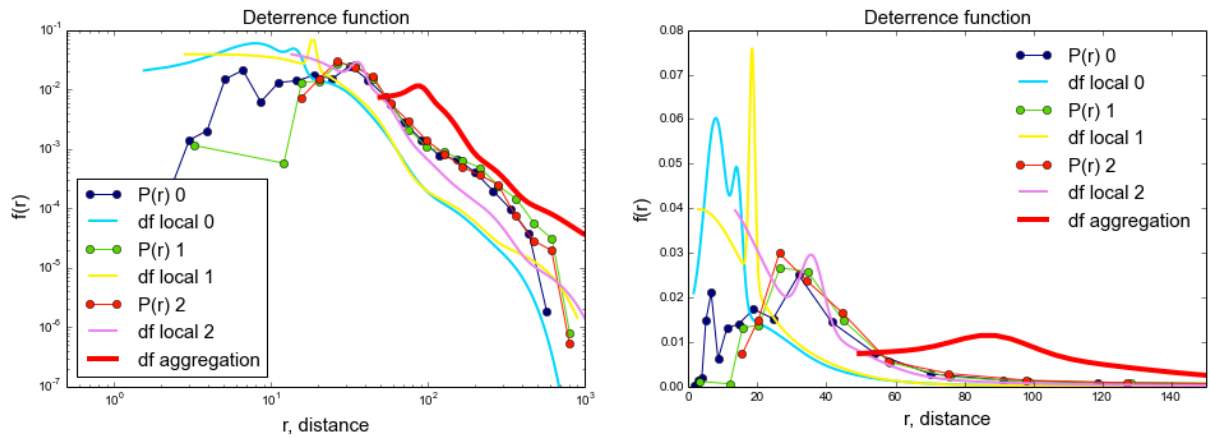 Deterrence function
10^-1
10^-2
10^-3
10^-4
10^-5
10^-6
10^-7
f(r)
P(r) 0
df local 0
P(r) 1
df local 1
P(r) 2
df local 2
df aggregation
10^0 10^1 10^2 10^3
r, distance
Deterrence function
0.08
0.07
0.06
0.05
0.04
0.03
0.02
0.01
0.00
f(r)
P(r) 0
df local 0
P(r) 1
df local 1
P(r) 2
df local 2
df aggregation
0 20 40 60 80 100 120 140
r, distance